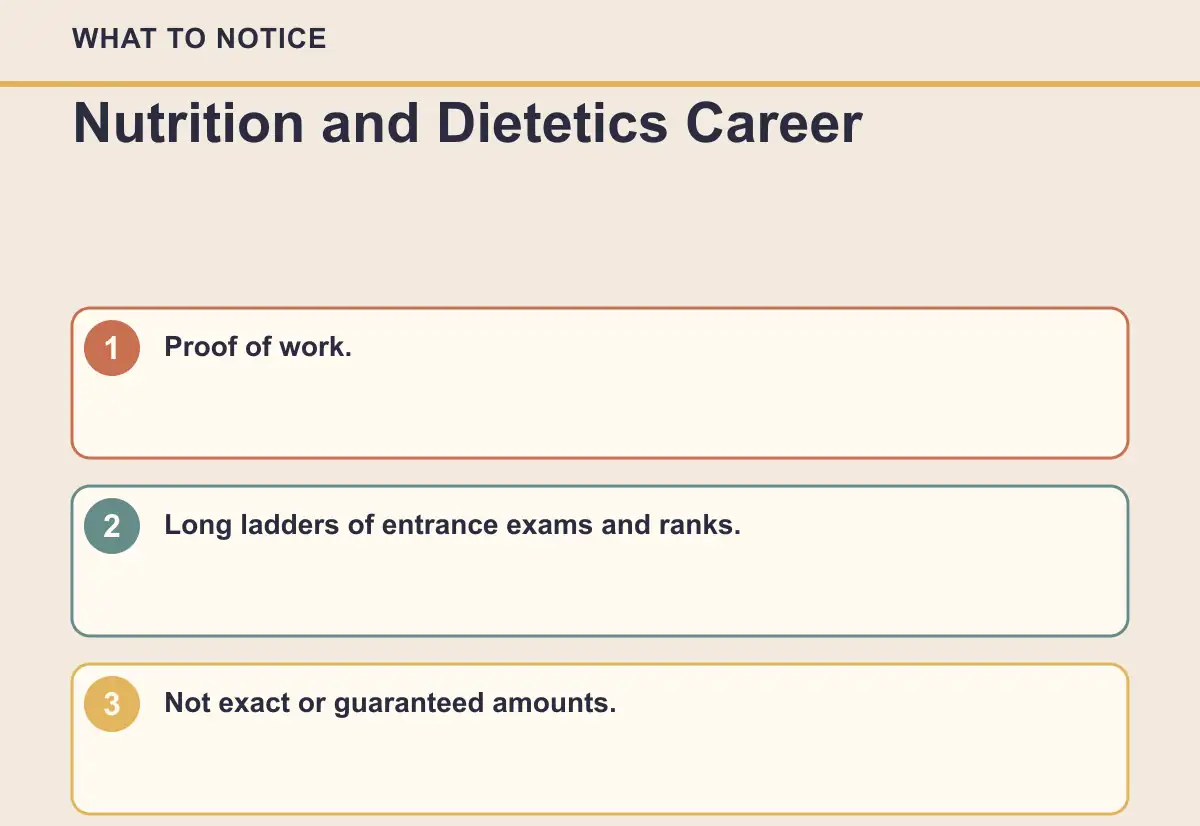 WHAT TO NOTICE
Nutrition and Dietetics Career
1 Proof of work.
2 Long ladders of entrance exams and ranks.
3 Not exact or guaranteed amounts.